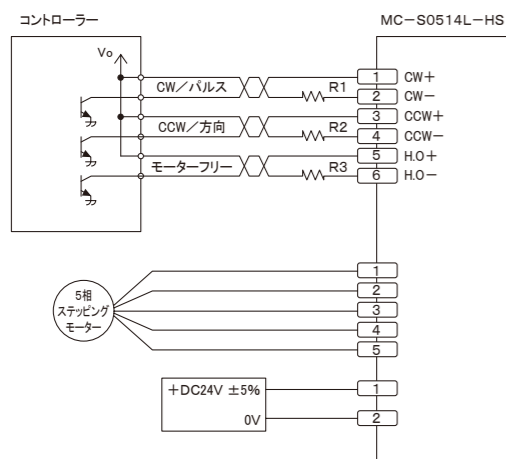 コントローラー
MC－S0514L－HS
Vo
CW／パルス
R1
1 CW+
2 CW−
CCW／方向
R2
3 CCW+
4 CCW−
モーターフリー
R3
5 H.O+
6 H.O−
5相
ステッピング
モーター
1
2
3
4
5
+DC24V ±5%
0V
1
2